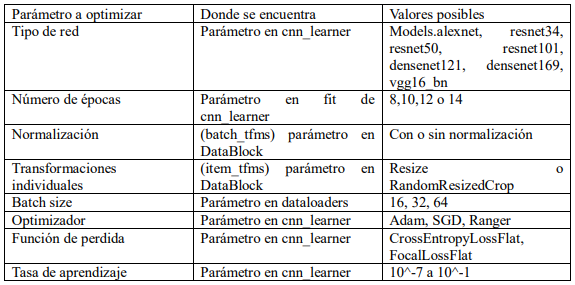 Parámetro a optimizar Donde se encuentra Valores posibles
Tipo de red Parámetro en cnn_learner Models.alexnet, resnet34,
resnet50, resnet101,
densenet121, densenet169,
vgg16_bn
Número de épocas Parámetro en fit de 8,10,12 o 14
cnn_learner
Normalización (batch_tfms) parámetro en Con o sin normalización
DataBlock
Transformaciones (item_tfms) parámetro en Resize o
individuales DataBlock RandomResizedCrop
Batch size Parámetro en dataloaders 16, 32, 64
Optimizador Parámetro en cnn_learner Adam, SGD, Ranger
Función de perdida Parámetro en cnn_learner CrossEntropyLossFlat,
FocalLossFlat
Tasa de aprendizaje Parámetro en cnn_learner 10^-7 a 10^-1